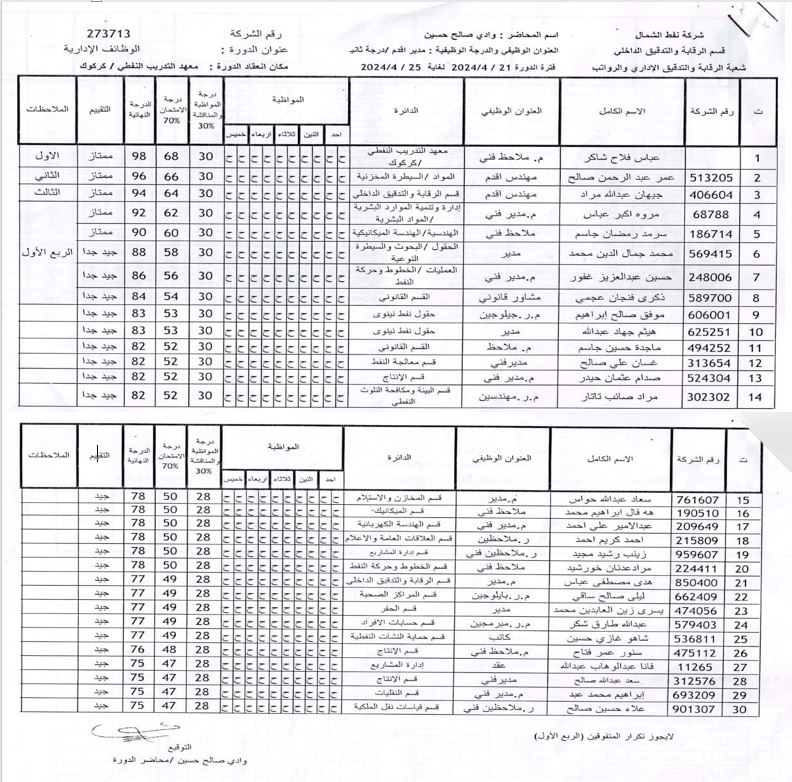 شركة نفط الشمال    اسم المحاضر : وادي صالح حسين    رقم الشركة 273713
قسم الرقابة والتدقيق الداخلي    العنوان الوظيفي والدرجة الوظيفية : مدير اقدم /درجة ثانية    عنوان الدورة : الوظائف الإدارية
شعبة الرقابة والتدقيق الإداري والرواتب    فترة الدورة 21 / 2024/4 لغاية 25 / 2024/4    مكان انعقاد الدورة : معهد التدريب النفطي / كركوك
ت    رقم الشركة    الاسم الكامل    العنوان الوظيفي    الدائرة    المواظبة    درجة المواظبة والمناقشة 30%    درجة الامتحان 70%    الدرجة النهائية    التقييم    الملاحظات
احد    اثنين    ثلاثاء    اربعاء    خميس
1    عباس فلاح شاكر    م. ملاحظ فني    معهد التدريب النفطي /كركوك    ح ح ح ح ح ح ح ح ح ح    30    68    98    ممتاز    الاول
2    513205    عمر عبد الرحمن صالح    مهندس اقدم    المواد /السيطرة المخزنية    ح ح ح ح ح ح ح ح ح ح    30    66    96    ممتاز    الثاني
3    406604    جيهان عبدالله مراد    مهندس اقدم    قسم الرقابة والتدقيق الداخلي    ح ح ح ح ح ح ح ح ح ح    30    64    94    ممتاز    الثالث
4    68788    مروه اكبر عباس    م.مدير فني    إدارة وتنمية الموارد البشرية /المواد البشرية    ح ح ح ح ح ح ح ح ح ح    30    62    92    ممتاز
5    186714    سرمد رمضان جاسم    ملاحظ فني    الهندسية/الهندسة الميكانيكية    ح ح ح ح ح ح ح ح ح ح    30    60    90    ممتاز
6    569415    محمد جمال الدين محمد    مدير    الحقول /البحوث والسيطرة النوعية    ح ح ح ح ح ح ح ح ح ح    30    58    88    جيد جدا    الربع الأول
7    248006    حسين عبدالعزيز غفور    م.مدير فني    العمليات /الخطوط وحركة النفط    ح ح ح ح ح ح ح ح ح ح    30    56    86    جيد جدا
8    589700    ذكرى فنجان عجمي    مشاور قانوني    القسم القانوني    ح ح ح ح ح ح ح ح ح ح    30    54    84    جيد جدا
9    606001    موفق صالح إبراهيم    م.ر.جيلوجين    حقول نفط نينوى    ح ح ح ح ح ح ح ح ح ح    30    53    83    جيد جدا
10    625251    هيثم جهاد عبدالله    مدير    حقول نفط نينوى    ح ح ح ح ح ح ح ح ح ح    30    53    83    جيد جدا
11    494252    ماجدة حسين جاسم    م. ملاحظ    القسم القانوني    ح ح ح ح ح ح ح ح ح ح    30    52    82    جيد جدا
12    313654    غسان علي صالح    مديرفني    قسم معالجة النفط    ح ح ح ح ح ح ح ح ح ح    30    52    82    جيد جدا
13    524304    صدام عثمان حيدر    م.مدير فني    قسم الإنتاج    ح ح ح ح ح ح ح ح ح ح    30    52    82    جيد جدا
14    302302    مراد صائب تاتار    م.ر.مهندسين    قسم البيئة ومكافحة التلوث النفطي    ح ح ح ح ح ح ح ح ح ح    30    52    82    جيد جدا
ت    رقم الشركة    الاسم الكامل    العنوان الوظيفي    الدائرة    المواظبة    درجة المواظبة والمناقشة 30%    درجة الامتحان 70%    الدرجة النهائية    التقييم    الملاحظات
احد    اثنين    ثلاثاء    اربعاء    خميس
15    761607    سعاد عبدالله حواس    م.مدير    قسم المخازن والاستلام    ح ح ح ح ح ح ح ح ح ح    28    50    78    جيد
16    190510    هه فال ابراهيم محمد    ملاحظ فني    قسم الميكانيك    ح ح ح ح ح ح ح ح ح ح    28    50    78    جيد
17    209649    عبدالامير علي احمد    م.مدير فني    قسم الهندسة الكهربائية    ح ح ح ح ح ح ح ح ح ح    28    50    78    جيد
18    215809    احمد كريم احمد    ر.ملاحظين    قسم العلاقات العامة والاعلام    ح ح ح ح ح ح ح ح ح ح    28    50    78    جيد
19    959607    زينب رشيد مجيد    ر.ملاحظين فني    قسم إدارة المشاريع    ح ح ح ح ح ح ح ح ح ح    28    50    78    جيد
20    224411    مرادعدنان خورشيد    ملاحظ فني    قسم الخطوط وحركة النفط    ح ح ح ح ح ح ح ح ح ح    28    50    78    جيد
21    850400    هدى مصطفى عباس    م.مدير    قسم الرقابة والتدقيق الداخلي    ح ح ح ح ح ح ح ح ح ح    28    49    77    جيد
22    662409    ليلى صالح ساقي    م.ر.بايلوجين    قسم المراكز الصحية    ح ح ح ح ح ح ح ح ح ح    28    49    77    جيد
23    474056    يسرى زين العابدين محمد    مدير    قسم الحفر    ح ح ح ح ح ح ح ح ح ح    28    49    77    جيد
24    579403    عبدالله طارق شكر    م.ر.مبرمجين    قسم حسابات الافراد    ح ح ح ح ح ح ح ح ح ح    28    49    77    جيد
25    536811    شاهو غازي حسين    كاتب    قسم حماية النشات النفطية    ح ح ح ح ح ح ح ح ح ح    28    49    77    جيد
26    475112    سنور عمر فتاح    م.ملاحظ فني    قسم الإنتاج    ح ح ح ح ح ح ح ح ح ح    28    48    76    جيد
27    11265    فانا عبدالوهاب عبدالله    عقد    إدارة المشاريع    ح ح ح ح ح ح ح ح ح ح    28    47    75    جيد
28    312576    سعد عبدالله صالح    مديرفني    قسم الإنتاج    ح ح ح ح ح ح ح ح ح ح    28    47    75    جيد
29    693209    إبراهيم محمد عبد    م.مدير فني    قسم النقليات    ح ح ح ح ح ح ح ح ح ح    28    47    75    جيد
30    901307    علاء حسين صالح    ر.ملاحظين فني    قسم قياسات نقل الملكية    ح ح ح ح ح ح ح ح ح ح    28    47    75    جيد
لايجوز تكرار المتفوقين (الربع الأول)
التوقيع
وادي صالح حسين /محاضر الدورة